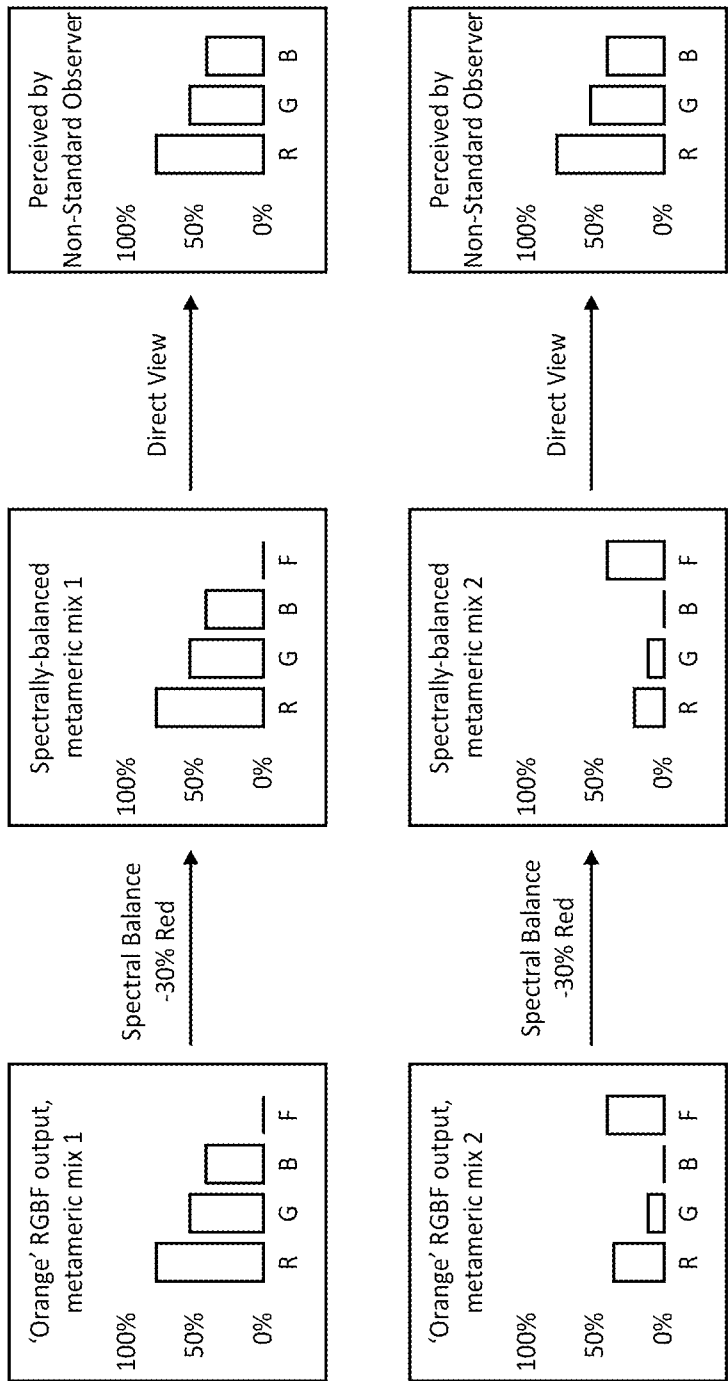 'Orange' RGBF output,
metameric mix 1
100%
50%
0%
R G B F
Spectral Balance
-30% Red
Spectrally-balanced
metameric mix 1
100%
50%
0%
R G B F
Direct View
Perceived by
Non-Standard Observer
100%
50%
0%
R G B
'Orange' RGBF output,
metameric mix 2
100%
50%
0%
R G B F
Spectral Balance
-30% Red
Spectrally-balanced
metameric mix 2
100%
50%
0%
R G B F
Direct View
Perceived by
Non-Standard Observer
100%
50%
0%
R G B